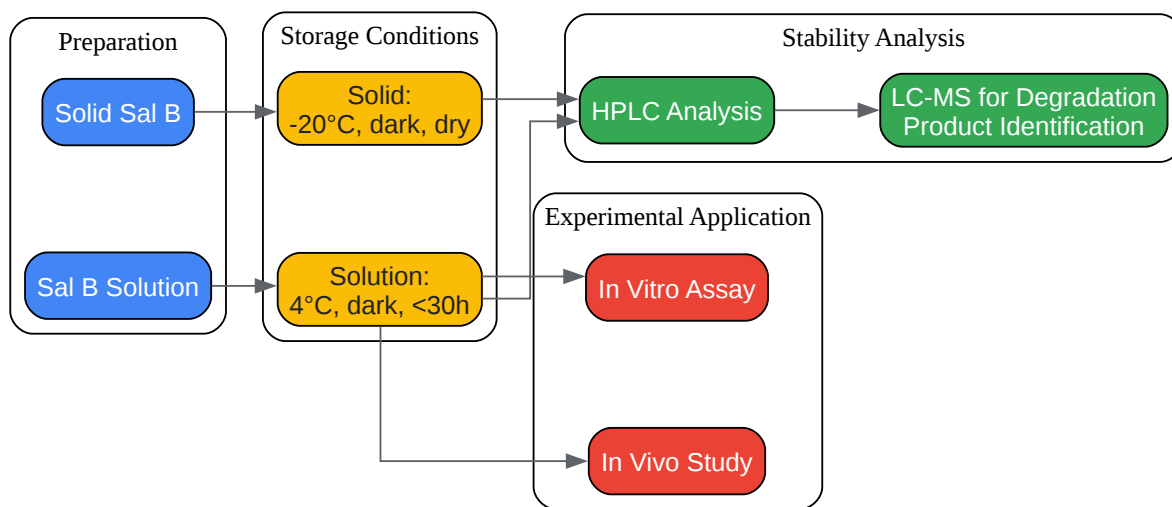 Preparation
Solid Sal B
Sal B Solution
Storage Conditions
Solid:
-20°C, dark, dry
Solution:
4°C, dark, <30h
Stability Analysis
HPLC Analysis
LC-MS for Degradation
Product Identification
Experimental Application
In Vitro Assay
In Vivo Study